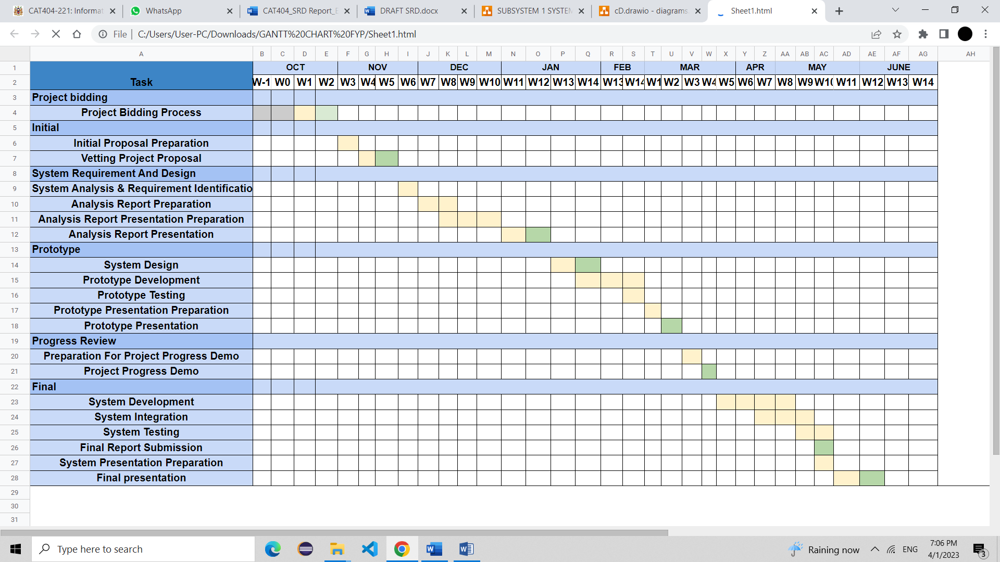 CAT404-221: Informat
WhatsApp
CAT404_SRD Report_E
DRAFT SRD.docx
SUBSYSTEM 1 SYSTEM
cD.drawio - diagrams.
Sheet1.html
File | C:/Users/User-PC/Downloads/GANTT%20CHART%20FYP/Sheet1.html
A B C D E F G H I J K L M N O P Q R S T U V W X Y Z AA AB AC AD AE AF AG AH
1 OCT NOV DEC JAN FEB MAR APR MAY JUNE
2 Task W-1 W0 W1 W2 W3 W4 W5 W6 W7 W8 W9 W10 W11 W12 W13 W14 W13 W14 W1 W2 W3 W4 W5 W6 W7 W8 W9 W10 W11 W12 W13 W14
3 Project bidding
4 Project Bidding Process
5 Initial
6 Initial Proposal Preparation
7 Vetting Project Proposal
8 System Requirement And Design
9 System Analysis & Requirement Identificatio
10 Analysis Report Preparation
11 Analysis Report Presentation Preparation
12 Analysis Report Presentation
13 Prototype
14 System Design
15 Prototype Development
16 Prototype Testing
17 Prototype Presentation Preparation
18 Prototype Presentation
19 Progress Review
20 Preparation For Project Progress Demo
21 Project Progress Demo
22 Final
23 System Development
24 System Integration
25 System Testing
26 Final Report Submission
27 System Presentation Preparation
28 Final presentation
29
30
31
Type here to search
Raining now
ENG
7:06 PM
4/1/2023
3